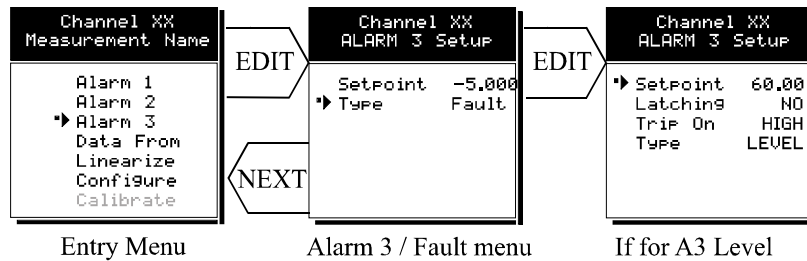 Channel XX
Measurement Name
Alarm 1
Alarm 2
Alarm 3
Data From
Linearize
Configure
Calibrate
Entry Menu
EDIT
NEXT
Channel XX
ALARM 3 Setup
Setpoint -5.000
Type Fault
Alarm 3 / Fault menu
EDIT
Channel XX
ALARM 3 Setup
Setpoint 60.00
Latching NO
Trip On HIGH
Type LEVEL
If for A3 Level